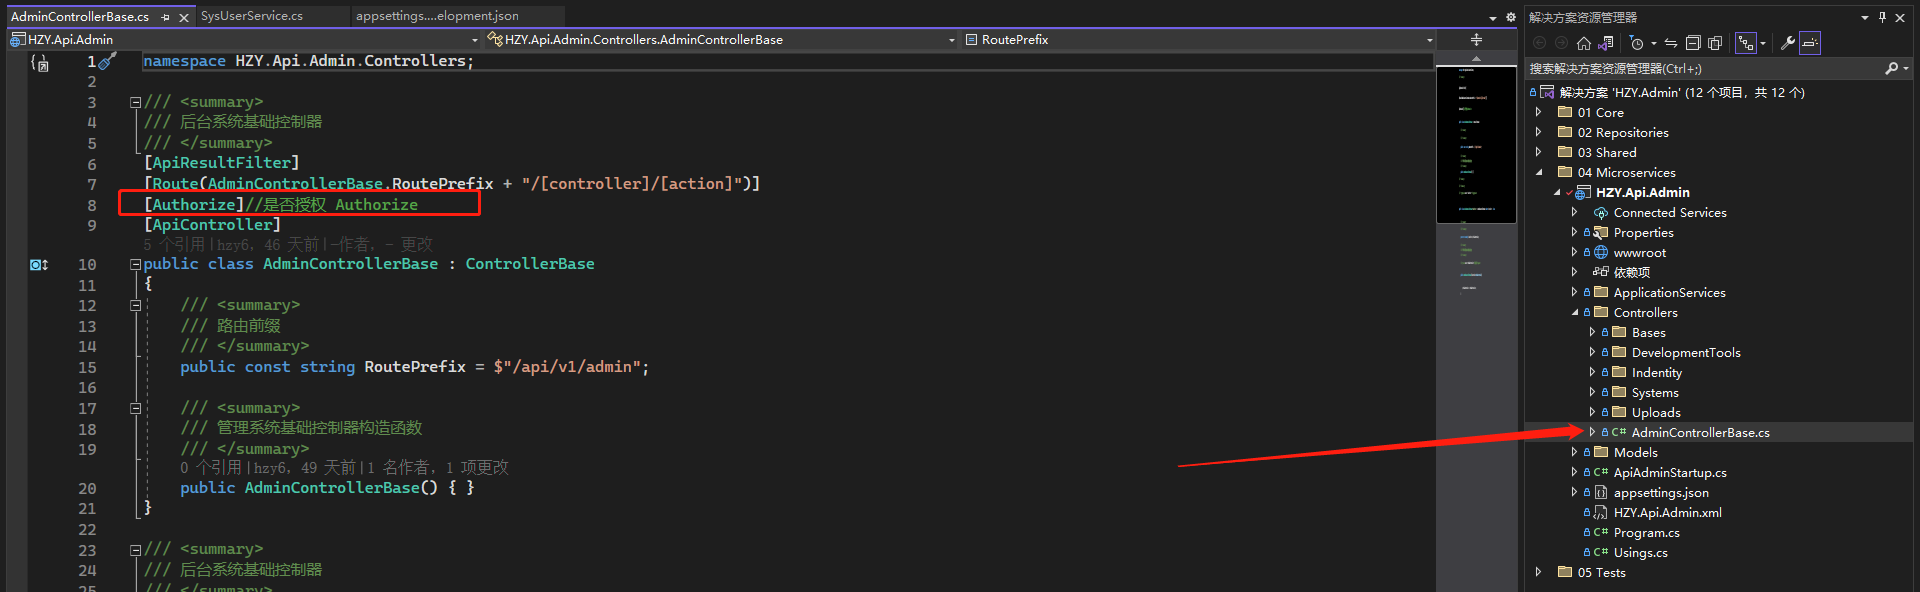 AdminControllerBase.cs
SysUserService.cs
appsettings....elopment.json
HZY.Api.Admin
HZY.Api.Admin.Controllers.AdminControllerBase
RoutePrefix
1 namespace HZY.Api.Admin.Controllers;
2
3 /// <summary>
4 /// 后台系统基础控制器
5 /// </summary>
6 [ApiResultFilter]
7 [Route(AdminControllerBase.RoutePrefix + "/[controller]/[action]")]
8 [Authorize]//是否授权 Authorize
9 [ApiController]
5 个引用|hzy6, 46 天前|-作者, - 更改
10 public class AdminControllerBase : ControllerBase
11 {
12 /// <summary>
13 /// 路由前缀
14 /// </summary>
15 public const string RoutePrefix = $"/api/v1/admin";
16
17 /// <summary>
18 /// 管理系统基础控制器构造函数
19 /// </summary>
0 个引用|hzy6, 49 天前|1 名作者, 1 项更改
20 public AdminControllerBase() { }
21 }
22
23 /// <summary>
24 /// 后台系统基础控制器
25 /// </summary>
解决方案资源管理器
搜索解决方案资源管理器(Ctrl+;)
解决方案 'HZY.Admin' (12 个项目, 共 12 个)
01 Core
02 Repositories
03 Shared
04 Microservices
HZY.Api.Admin
Connected Services
Properties
wwwroot
依赖项
ApplicationServices
Controllers
Bases
DevelopmentTools
Indentity
Systems
Uploads
C# AdminControllerBase.cs
Models
C# ApiAdminStartup.cs
appsettings.json
HZY.Api.Admin.xml
C# Program.cs
C# Usings.cs
05 Tests